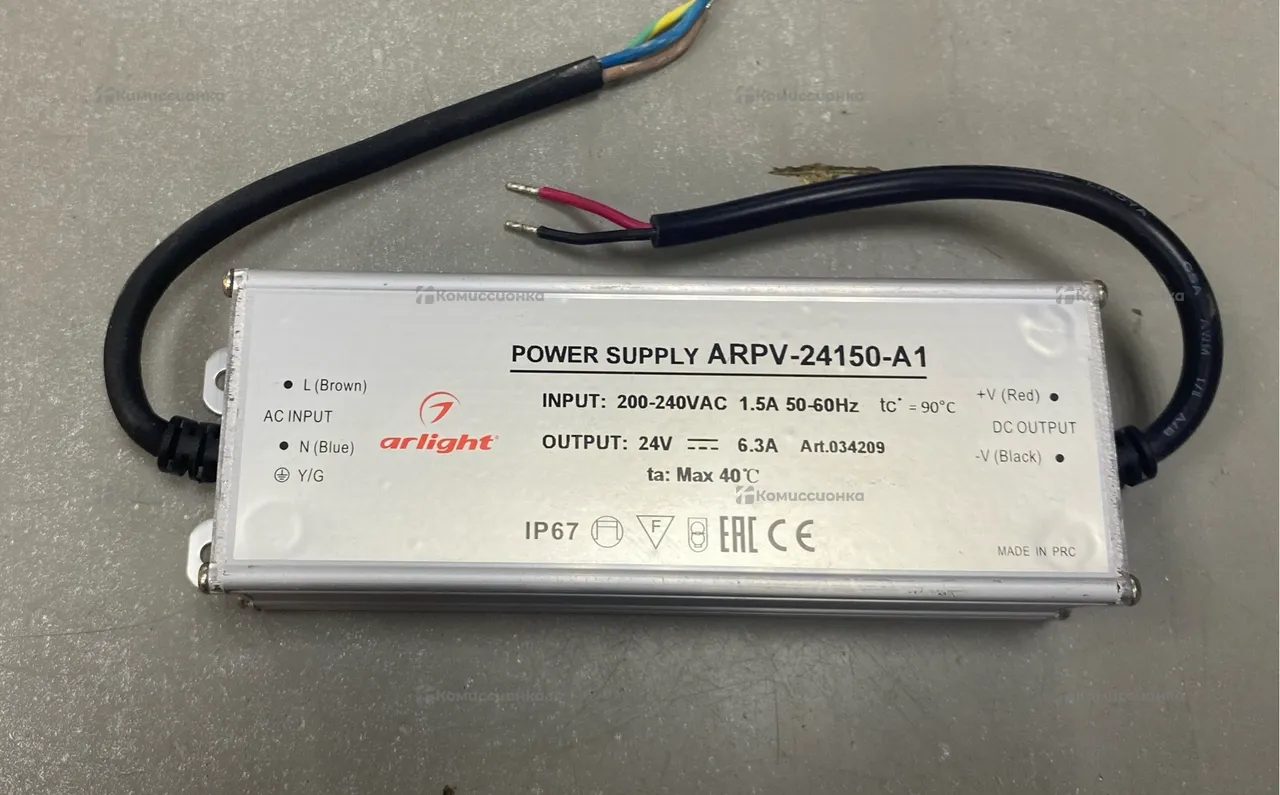 Комиссионка Комиссионка
Комиссионка
POWER SUPPLY ARPV-24150-A1
L (Brown)
AC INPUT
N (Blue)
Y/G
arlight
INPUT: 200-240VAC 1.5A 50-60Hz tc* = 90°C
OUTPUT: 24V 6.3A Art.034209
ta: Max 40℃
+V (Red)
DC OUTPUT
-V (Black)
Комиссионка
IP67 F EAC CE
MADE IN PRC
Комиссионка Комиссионка